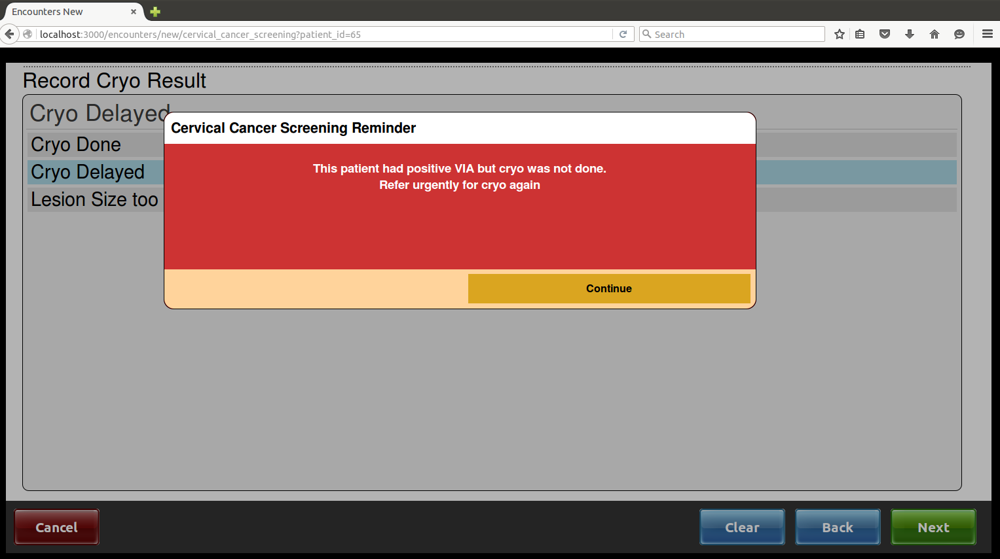 Encounters New
localhost:3000/encounters/new/cervical_cancer_screening?patient_id=65
Search
Record Cryo Result
Cryo Delayed
Cervical Cancer Screening Reminder
Cryo Done
Cryo Delayed
Lesion Size too
This patient had positive VIA but cryo was not done.
Refer urgently for cryo again
Continue
Cancel
Clear
Back
Next